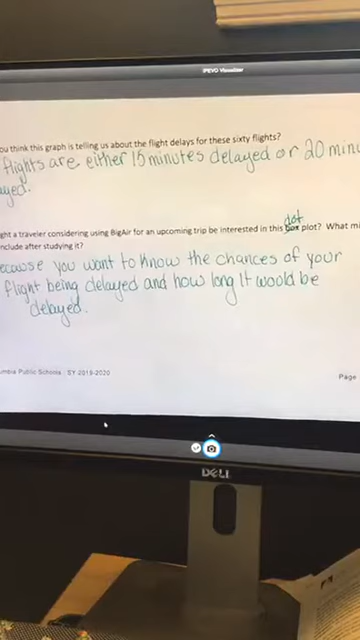 IPEVO Visualizer
ou think this graph is telling us about the flight delays for these sixty flights?
flights are either 15 minutes delayed or 20 minu
ayed.
dot
ght a traveler considering using BigAir for an upcoming trip be interested in this box plot? What mi
nclude after studying it?
ecause you want to know the chances of your
flight being delayed and how long it would be
delayed.
mbia Public Schools SY 2019-2020
Page
DELL